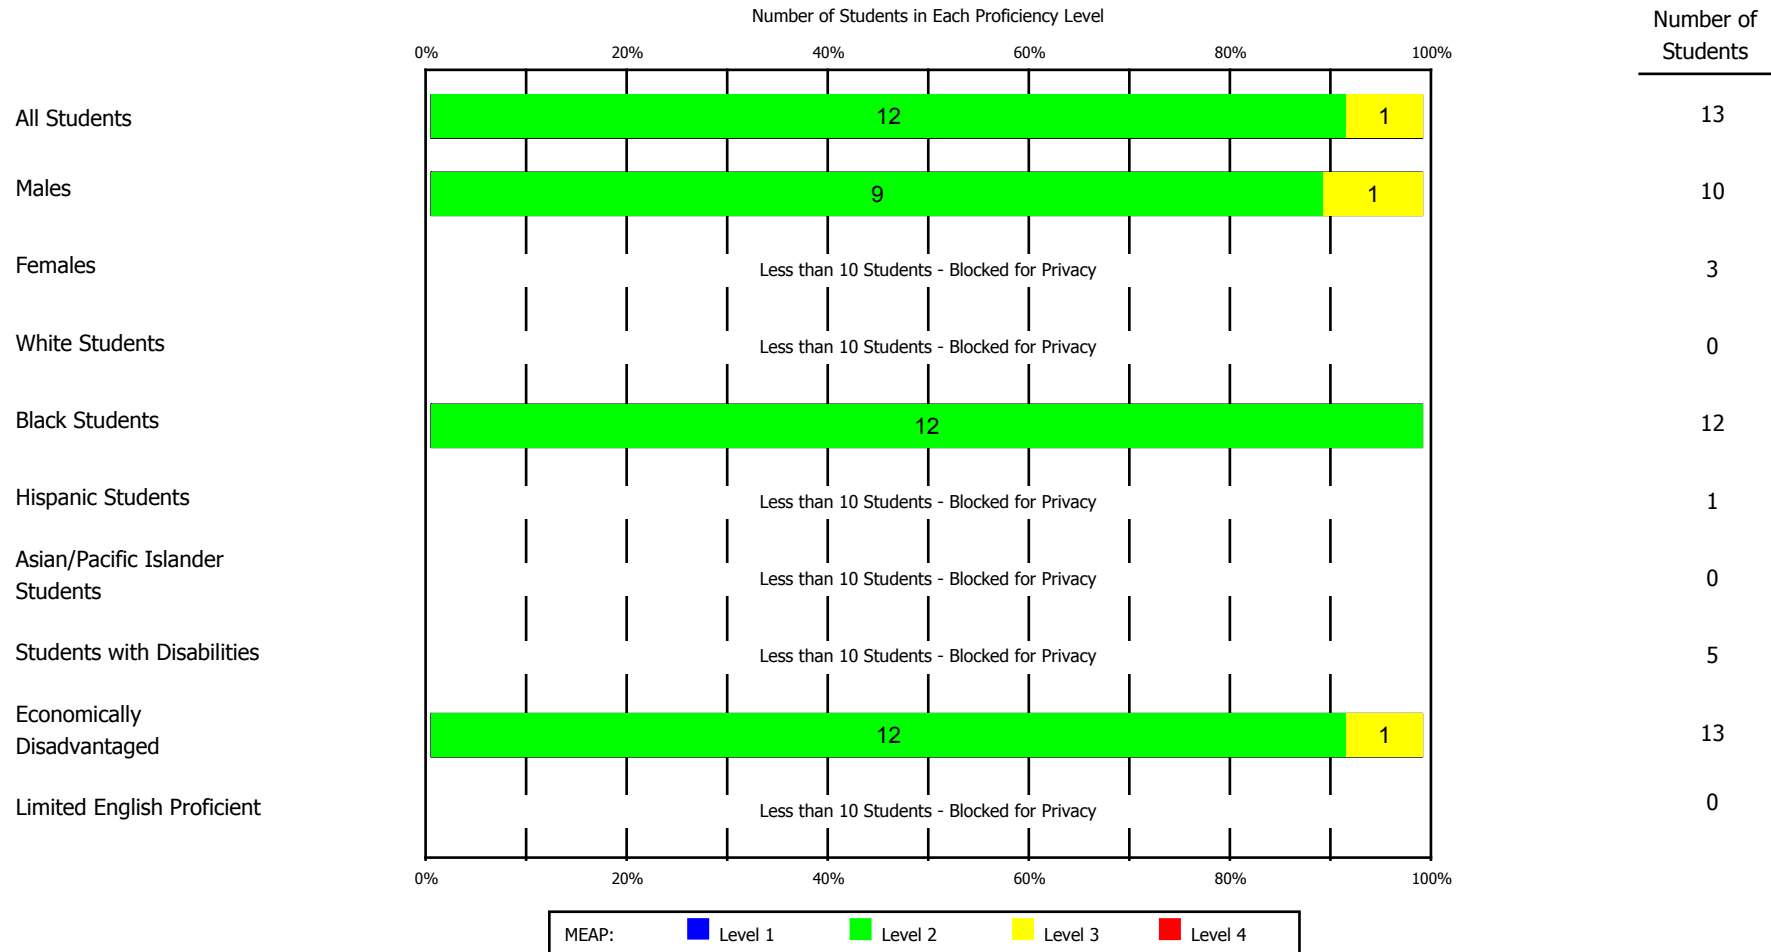 Number of Students in Each Proficiency Level
Number of
Students
0% 20% 40% 60% 80% 100%
All Students 12 1 13
Males 9 1 10
Females Less than 10 Students - Blocked for Privacy 3
White Students Less than 10 Students - Blocked for Privacy 0
Black Students 12 12
Hispanic Students Less than 10 Students - Blocked for Privacy 1
Asian/Pacific Islander
Students Less than 10 Students - Blocked for Privacy 0
Students with Disabilities Less than 10 Students - Blocked for Privacy 5
Economically
Disadvantaged 12 1 13
Limited English Proficient Less than 10 Students - Blocked for Privacy 0
0% 20% 40% 60% 80% 100%
MEAP: Level 1 Level 2 Level 3 Level 4